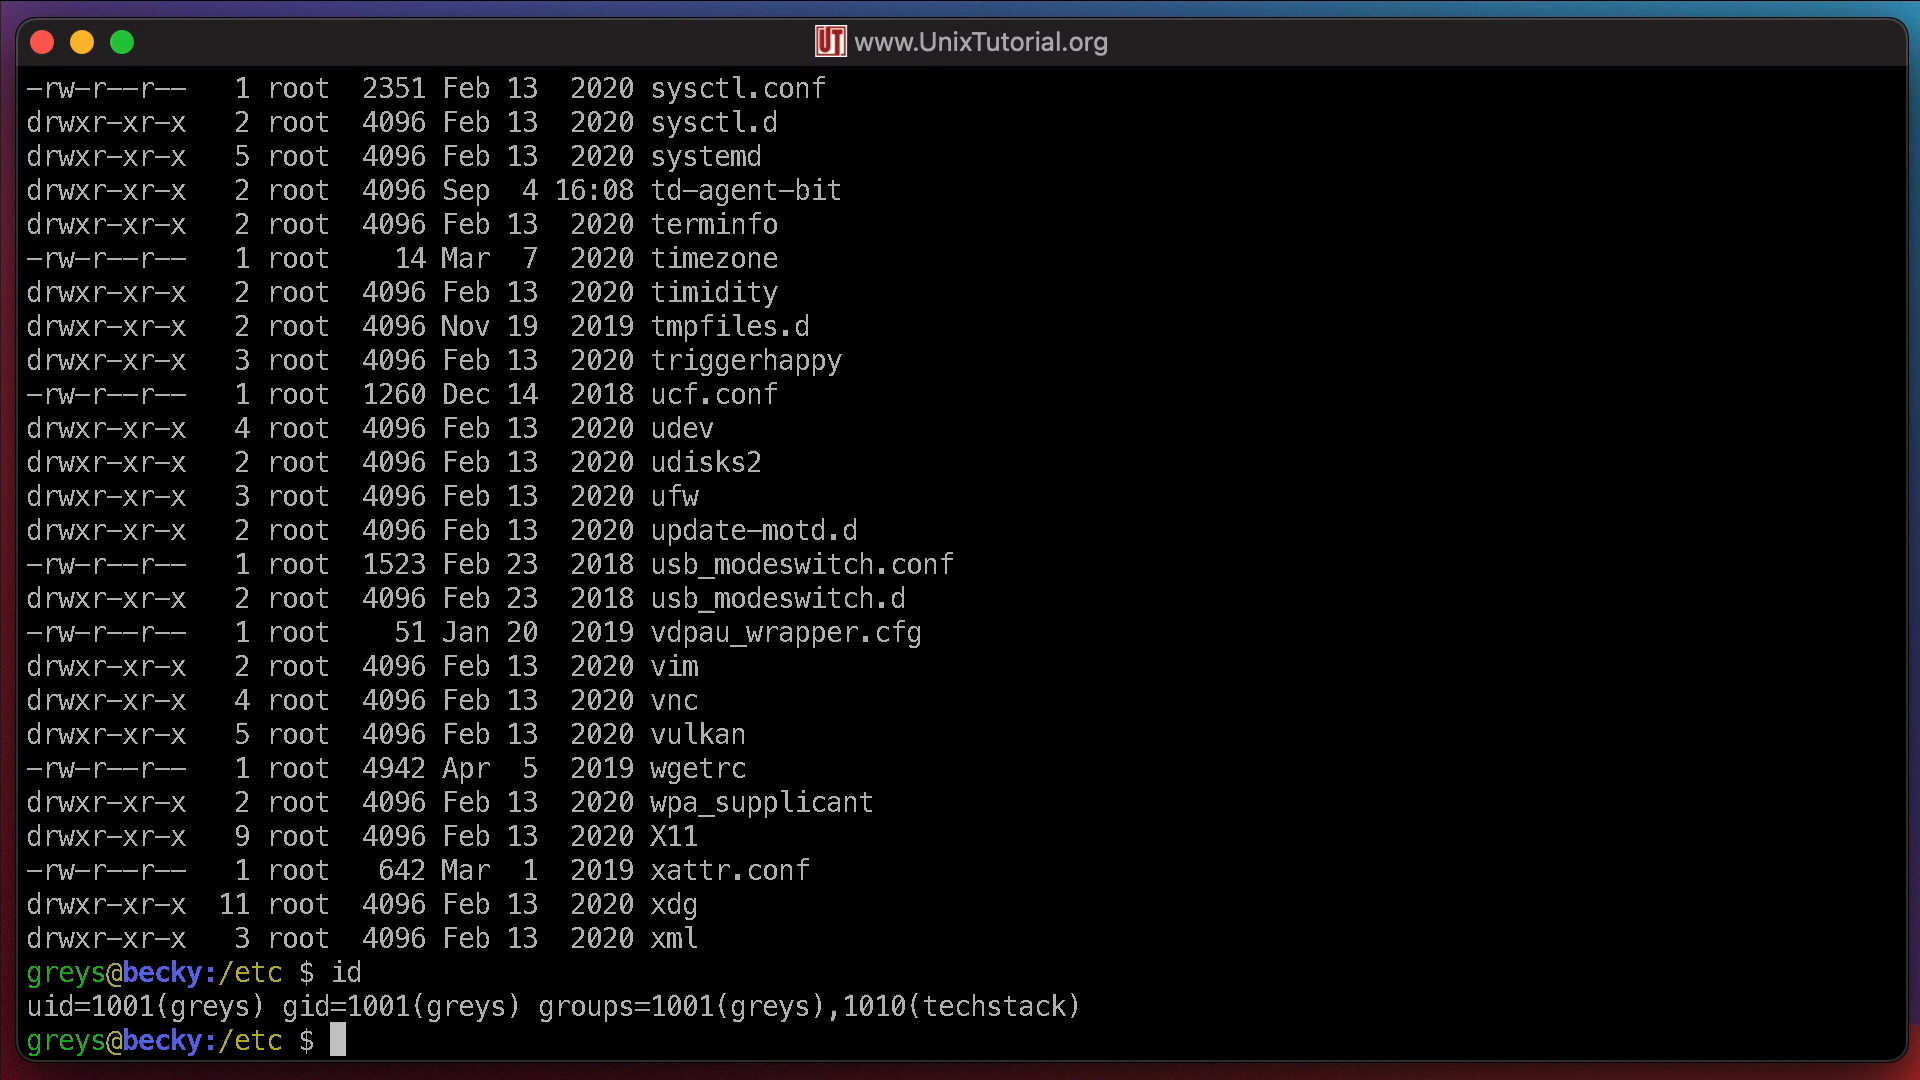 UT www.UnixTutorial.org
-rw-r--r--   1 root  2351 Feb 13  2020 sysctl.conf
drwxr-xr-x   2 root  4096 Feb 13  2020 sysctl.d
drwxr-xr-x   5 root  4096 Feb 13  2020 systemd
drwxr-xr-x   2 root  4096 Sep  4 16:08 td-agent-bit
drwxr-xr-x   2 root  4096 Feb 13  2020 terminfo
-rw-r--r--   1 root    14 Mar  7  2020 timezone
drwxr-xr-x   2 root  4096 Feb 13  2020 timidity
drwxr-xr-x   2 root  4096 Nov 19  2019 tmpfiles.d
drwxr-xr-x   3 root  4096 Feb 13  2020 triggerhappy
-rw-r--r--   1 root  1260 Dec 14  2018 ucf.conf
drwxr-xr-x   4 root  4096 Feb 13  2020 udev
drwxr-xr-x   2 root  4096 Feb 13  2020 udisks2
drwxr-xr-x   3 root  4096 Feb 13  2020 ufw
drwxr-xr-x   2 root  4096 Feb 13  2020 update-motd.d
-rw-r--r--   1 root  1523 Feb 23  2018 usb_modeswitch.conf
drwxr-xr-x   2 root  4096 Feb 23  2018 usb_modeswitch.d
-rw-r--r--   1 root    51 Jan 20  2019 vdpau_wrapper.cfg
drwxr-xr-x   2 root  4096 Feb 13  2020 vim
drwxr-xr-x   4 root  4096 Feb 13  2020 vnc
drwxr-xr-x   5 root  4096 Feb 13  2020 vulkan
-rw-r--r--   1 root  4942 Apr  5  2019 wgetrc
drwxr-xr-x   2 root  4096 Feb 13  2020 wpa_supplicant
drwxr-xr-x   9 root  4096 Feb 13  2020 X11
-rw-r--r--   1 root   642 Mar  1  2019 xattr.conf
drwxr-xr-x  11 root  4096 Feb 13  2020 xdg
drwxr-xr-x   3 root  4096 Feb 13  2020 xml
greys@becky:/etc $ id
uid=1001(greys) gid=1001(greys) groups=1001(greys),1010(techstack)
greys@becky:/etc $